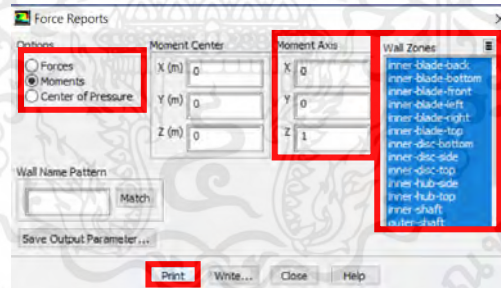 Force Reports
Options
Forces
Moments
Center of Pressure
Moment Center
X (m) 0
Y (m) 0
Z (m) 0
Moment Axis
X 0
Y 0
Z 1
Wall Zones
inner-blade-back
inner-blade-bottom
inner-blade-front
inner-blade-left
inner-blade-right
inner-blade-top
inner-disc-bottom
inner-disc-side
inner-disc-top
inner-hub-side
inner-hub-top
inner-shaft
outer-shaft
Wall Name Pattern
Match
Save Output Parameter...
Print Write... Close Help